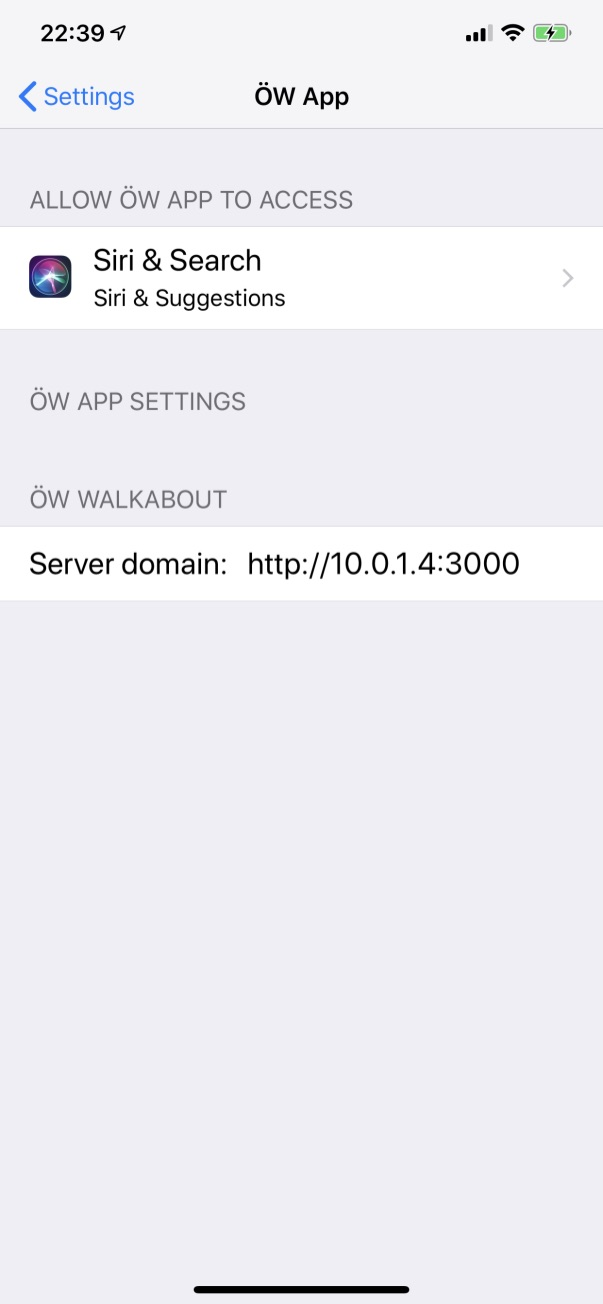 22:39
Settings
ÖW App
ALLOW ÖW APP TO ACCESS
Siri & Search
Siri & Suggestions
ÖW APP SETTINGS
ÖW WALKABOUT
Server domain: http://10.0.1.4:3000